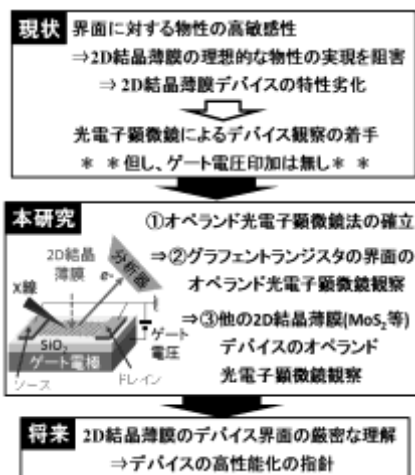 現状 界面に対する物性の高敏感性
⇒2D結晶薄膜の理想的な物性の実現を阻害
⇒2D結晶薄膜デバイスの特性劣化
光電子顕微鏡によるデバイス観察の着手
* *但し、ゲート電圧印加は無し* *
本研究 ①オペランド光電子顕微鏡法の確立
⇒②グラフェントランジスタの界面の
オペランド光電子顕微鏡観察
⇒③他の2D結晶薄膜(MoS₂等)
デバイスのオペランド
光電子顕微鏡観察
2D結晶
薄膜
e-
分析器
X線
SiO₂
ゲート電極
ゲート
電圧
ソース
ドレイン
将来 2D結晶薄膜のデバイス界面の厳密な理解
⇒デバイスの高性能化の指針